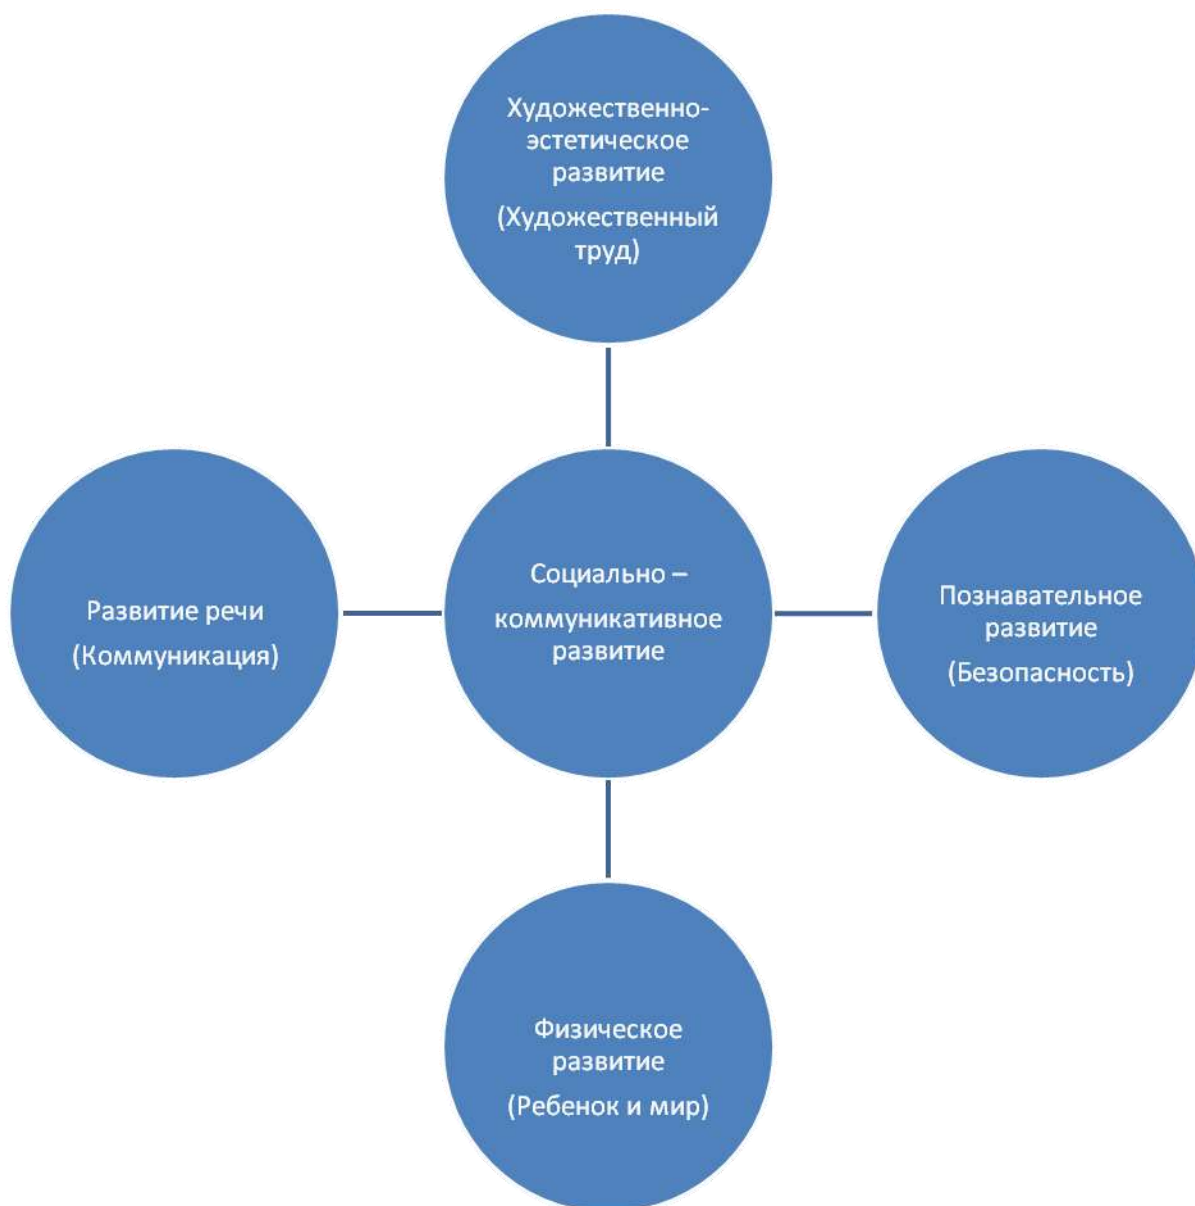 Художественно-
эстетическое
развитие
(Художественный
труд)
Развитие речи
(Коммуникация)
Социально –
коммуникативное
развитие
Познавательное
развитие
(Безопасность)
Физическое
развитие
(Ребенок и мир)